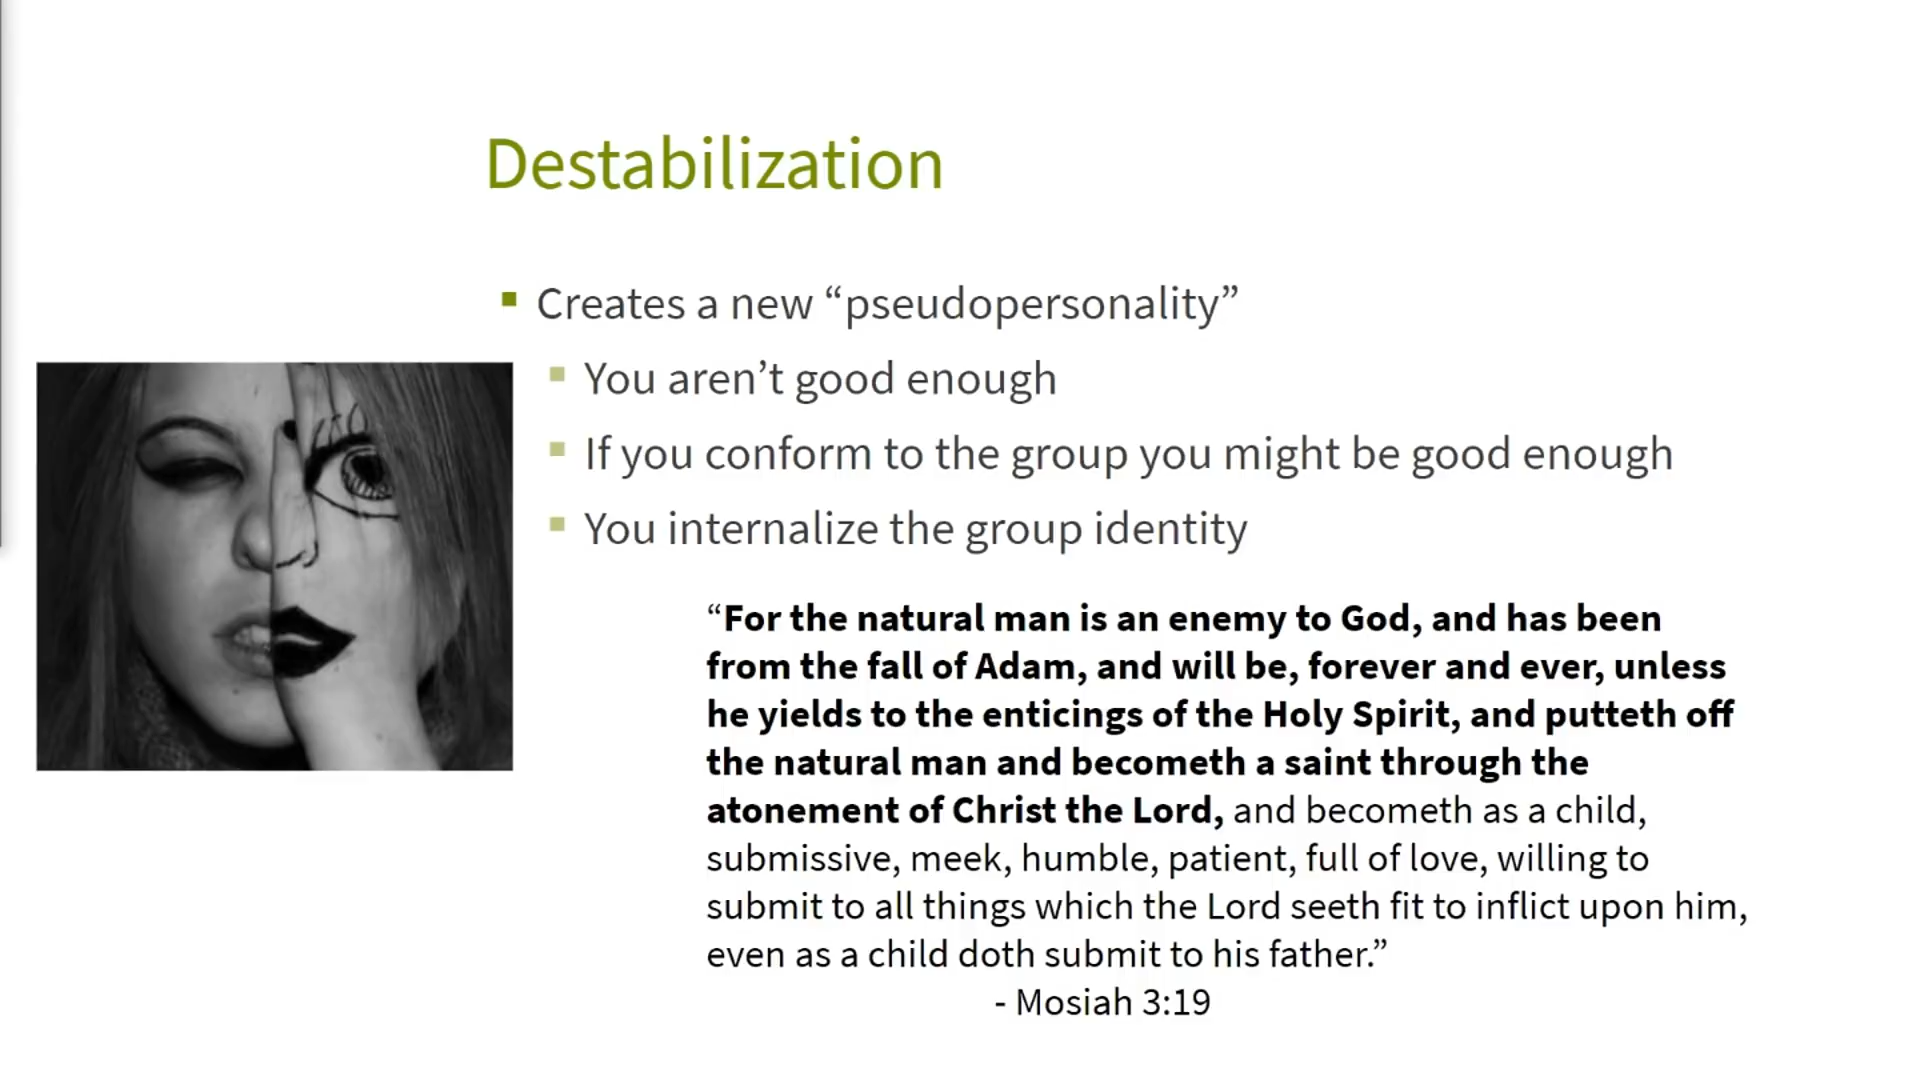 Destabilization
Creates a new “pseudopersonality”
You aren’t good enough
If you conform to the group you might be good enough
You internalize the group identity
“For the natural man is an enemy to God, and has been
from the fall of Adam, and will be, forever and ever, unless
he yields to the enticings of the Holy Spirit, and putteth off
the natural man and becometh a saint through the
atonement of Christ the Lord, and becometh as a child,
submissive, meek, humble, patient, full of love, willing to
submit to all things which the Lord seeth fit to inflict upon him,
even as a child doth submit to his father.”
- Mosiah 3:19